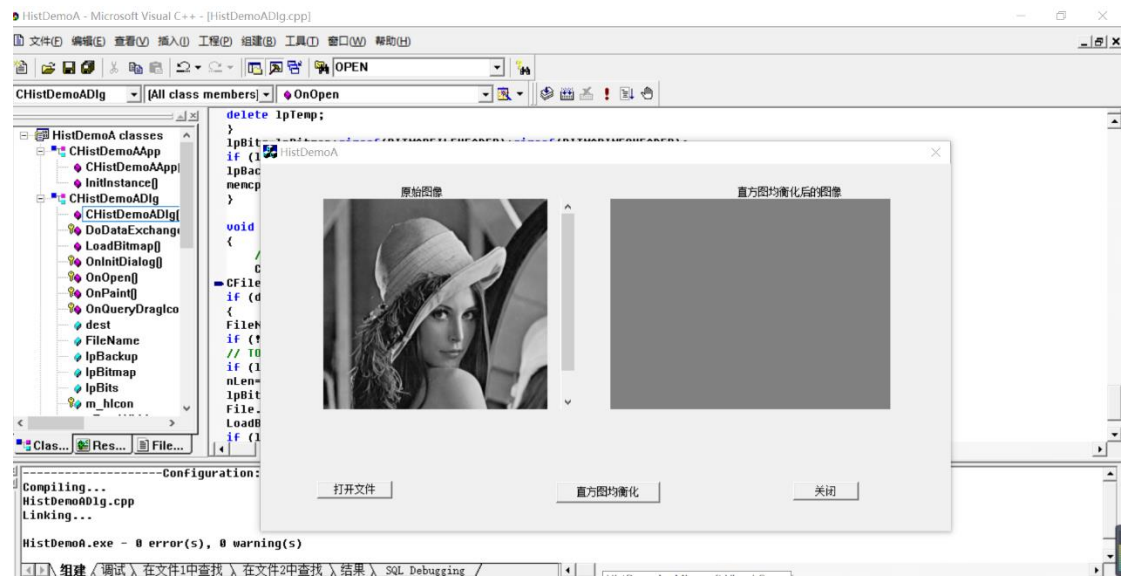 HistDemoA - Microsoft Visual C++ - [HistDemoADlg.cpp]
文件(F) 编辑(E) 查看(V) 插入(I) 工程(P) 组建(B) 工具(T) 窗口(W) 帮助(H)
OPEN
CHistDemoADlg [All class members] OnOpen
HistDemoA classes
CHistDemoAApp
CHistDemoAApp(
InitInstance()
CHistDemoADlg
CHistDemoADlg(
DoDataExchange
LoadBitmap()
OnInitDialog()
OnOpen()
OnPaint()
OnQueryDragIco
dest
FileName
lpBackup
lpBitmap
lpBits
m_hIcon
Clas... Res... File...
delete lpTemp;
}
if (l
lpBac
memcp
}
void
{
/
C
CFile
if (d
{
FileN
if (!
// TO
if (l
nLen=
lpBit
File.
LoadB
if (l
HistDemoA
原始图像
直方图均衡化后的图像
打开文件
直方图均衡化
关闭
--------------------Configuration:
Compiling...
HistDemoADlg.cpp
Linking...
HistDemoA.exe - 0 error(s), 0 warning(s)
组建 调试 在文件1中查找 在文件2中查找 结果 SQL Debugging